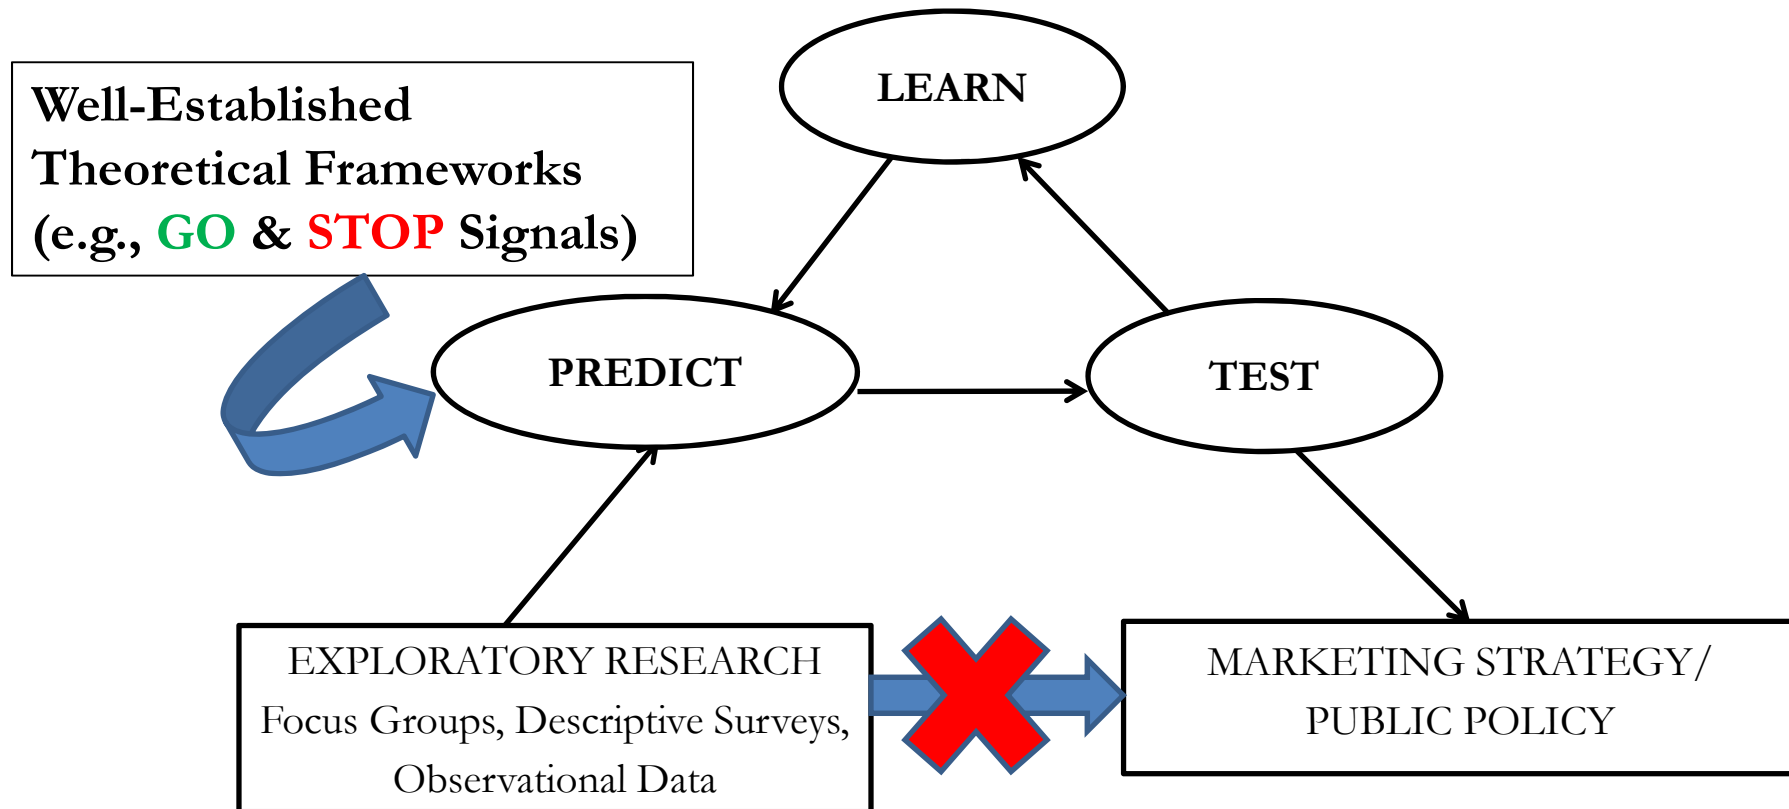 LEARN
Well-Established
Theoretical Frameworks
(e.g., GO & STOP Signals)
PREDICT
TEST
EXPLORATORY RESEARCH
Focus Groups, Descriptive Surveys,
Observational Data
MARKETING STRATEGY/
PUBLIC POLICY